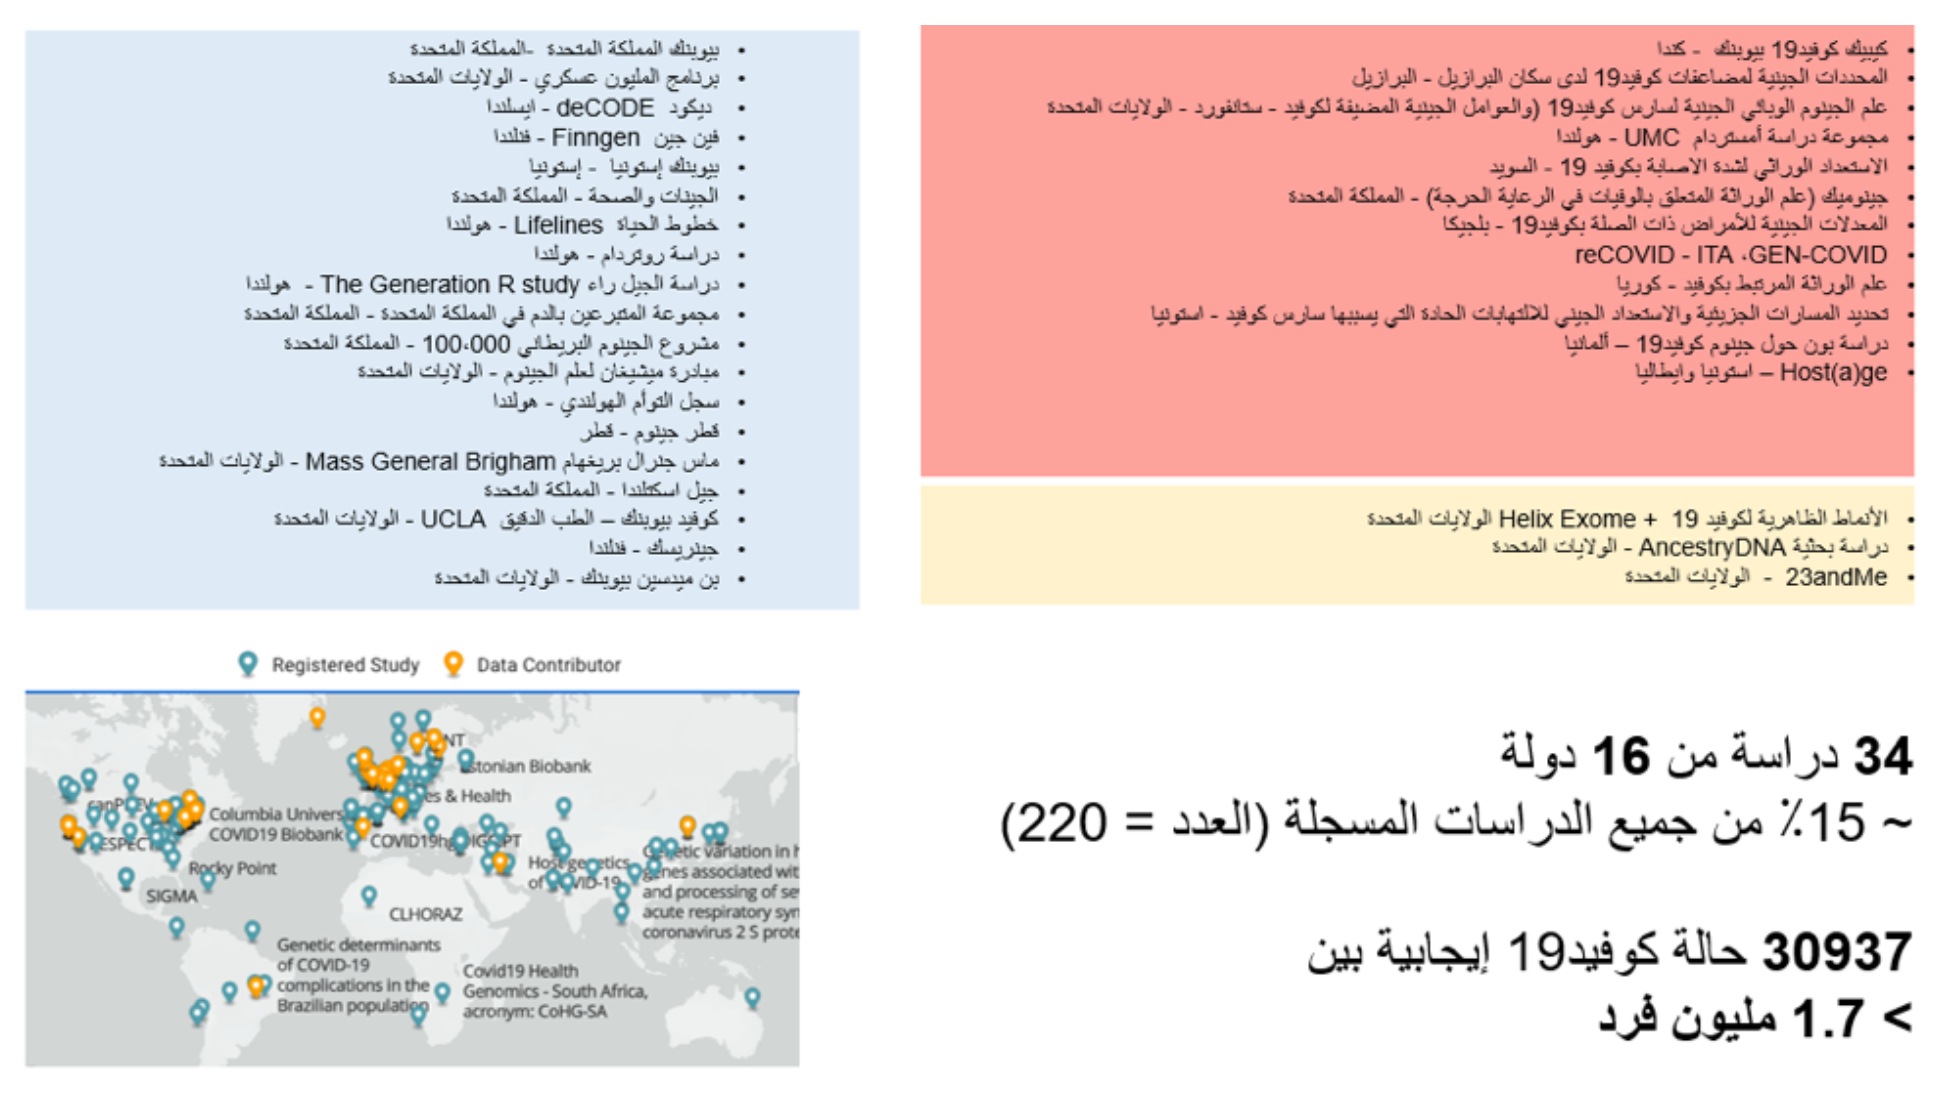 كيبيك كوفيد19 بيوبنك - كندا
المحددات الجينية لمضاعفات كوفيد19 لدى سكان البرازيل - البرازيل
علم الجينوم الوبائي الجينية لسارس كوفيد19 (والعوامل الجينية المضيفة لكوفيد - ستانفورد - الولايات المتحدة
مجموعة دراسة أمستردام UMC - هولندا
الاستعداد الوراثي لشدة الاصابة بكوفيد 19 - السويد
جينوميك (علم الوراثة المتعلق بالوفيات في الرعاية الحرجة) - المملكة المتحدة
المعدلات الجينية للأمراض ذات الصلة بكوفيد19 - بلجيكا
reCOVID - ITA ،GEN-COVID
علم الوراثة المرتبط بكوفيد - كوريا
تحديد المسارات الجزيئية والاستعداد الجيني للالتهابات الحادة التي يسببها سارس كوفيد - استونيا
دراسة بون حول جينوم كوفيد19 – ألمانيا
Host(a)ge – استونيا وايطاليا
الأنماط الظاهرية لكوفيد 19 + Helix Exome الولايات المتحدة
دراسة بحثية AncestryDNA - الولايات المتحدة
23andMe - الولايات المتحدة
بيوبنك المملكة المتحدة -المملكة المتحدة
برنامج المليون عسكري - الولايات المتحدة
ديكود deCODE - ايسلندا
فين جين Finngen - فنلندا
بيوبنك إستونيا - إستونيا
الجينات والصحة - المملكة المتحدة
خطوط الحياة Lifelines - هولندا
دراسة روتردام - هولندا
دراسة الجيل راء The Generation R study - هولندا
مجموعة المتبرعين بالدم في المملكة المتحدة - المملكة المتحدة
مشروع الجينوم البريطاني 100،000 - المملكة المتحدة
مبادرة ميشيغان لعلم الجينوم - الولايات المتحدة
سجل التوأم الهولندي - هولندا
قطر جينوم - قطر
ماس جنرال بريغهام Mass General Brigham - الولايات المتحدة
جيل اسكتلندا - المملكة المتحدة
كوفيد بيوبنك – الطب الدقيق UCLA - الولايات المتحدة
جينريسك - فنلندا
بن ميدسين بيوبنك - الولايات المتحدة
Registered Study
Data Contributor
Estonian Biobank
es & Health
Columbia Univers
COVID19 Biobank
COVID19hg
Rocky Point
SIGMA
Host genetics
of COVID-19
Genetic variation in h
genes associated wit
and processing of se
acute respiratory syn
coronavirus 2 S prote
CLHORAZ
Genetic determinants
of COVID-19
complications in the
Brazilian population
Covid19 Health
Genomics - South Africa,
acronym: CoHG-SA
34 دراسة من 16 دولة
~ 15٪ من جميع الدراسات المسجلة (العدد = 220)
30937 حالة كوفيد19 إيجابية بين
> 1.7 مليون فرد